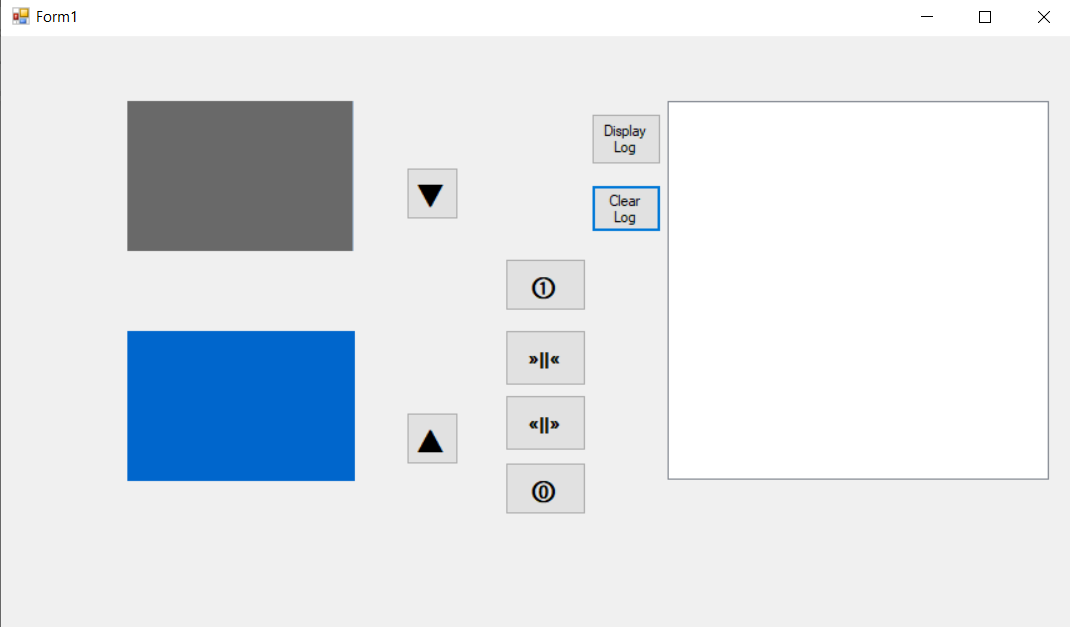 Form1
Display
Log
Clear
Log
▼
①
»||«
«||»
▲
⓪